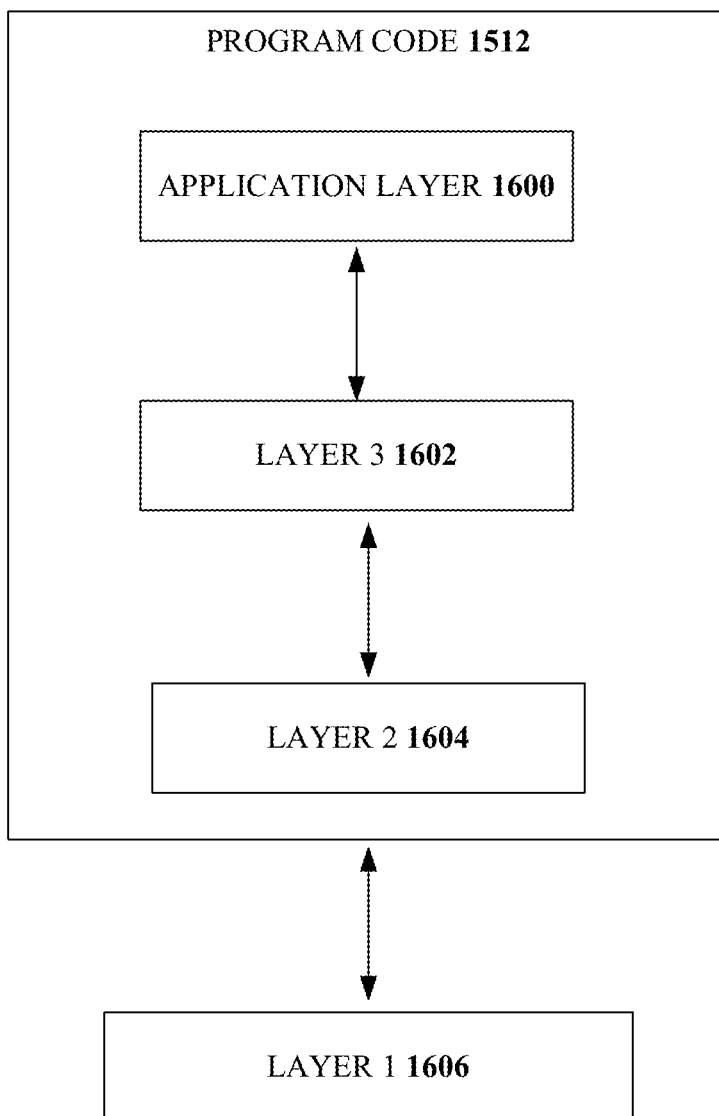 PROGRAM CODE 1512
APPLICATION LAYER 1600
LAYER 3 1602
LAYER 2 1604
LAYER 1 1606